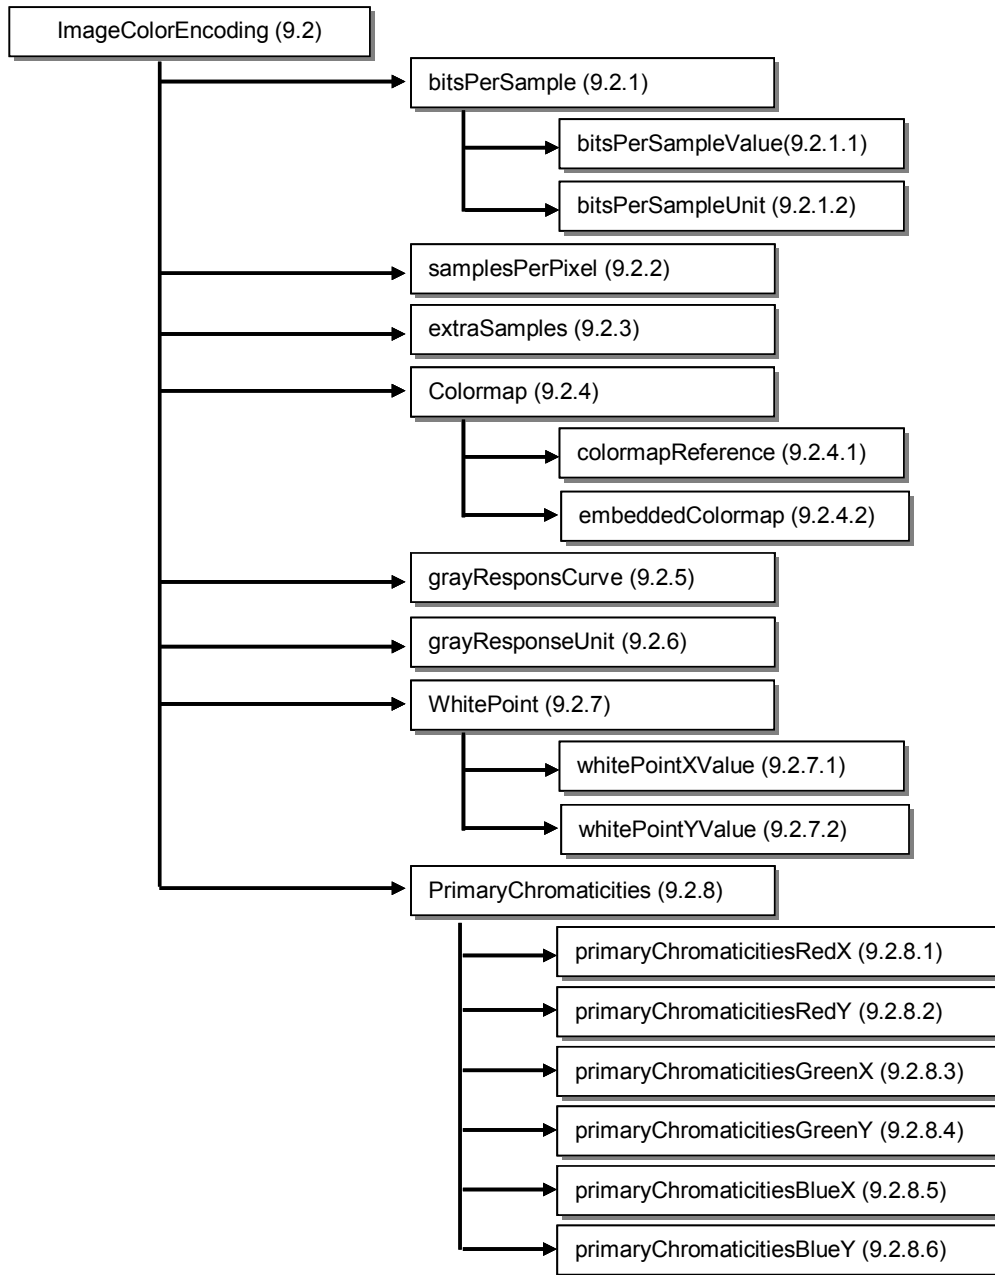 ImageColorEncoding (9.2)
bitsPerSample (9.2.1)
bitsPerSampleValue(9.2.1.1)
bitsPerSampleUnit (9.2.1.2)
samplesPerPixel (9.2.2)
extraSamples (9.2.3)
Colormap (9.2.4)
colormapReference (9.2.4.1)
embeddedColormap (9.2.4.2)
grayResponsCurve (9.2.5)
grayResponseUnit (9.2.6)
WhitePoint (9.2.7)
whitePointXValue (9.2.7.1)
whitePointYValue (9.2.7.2)
PrimaryChromaticities (9.2.8)
primaryChromaticitiesRedX (9.2.8.1)
primaryChromaticitiesRedY (9.2.8.2)
primaryChromaticitiesGreenX (9.2.8.3)
primaryChromaticitiesGreenY (9.2.8.4)
primaryChromaticitiesBlueX (9.2.8.5)
primaryChromaticitiesBlueY (9.2.8.6)